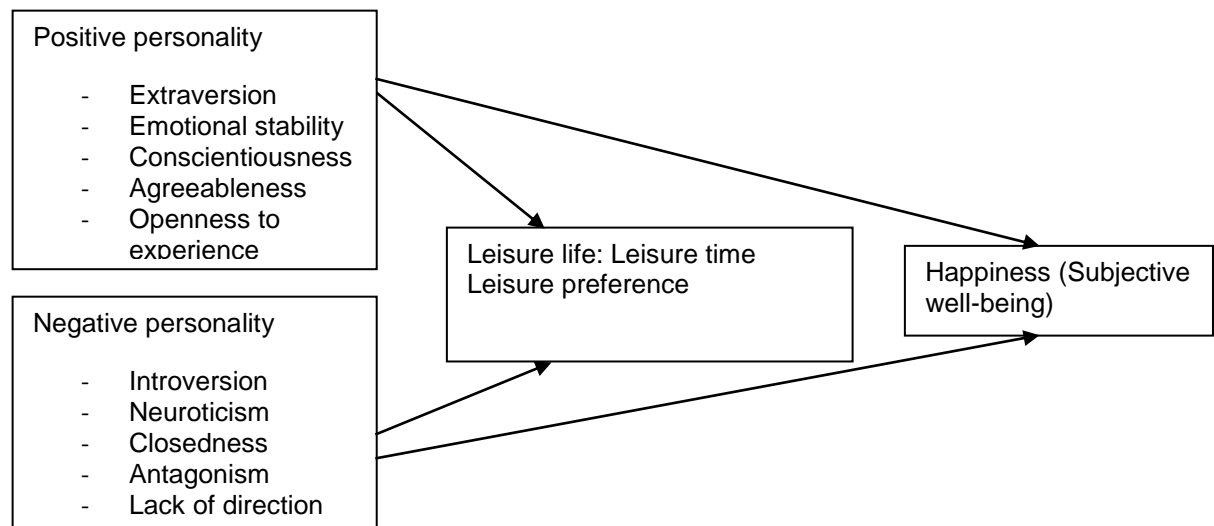 Positive personality
- Extraversion
- Emotional stability
- Conscientiousness
- Agreeableness
- Openness to
experience
Leisure life: Leisure time
Leisure preference
Happiness (Subjective
well-being)
Negative personality
- Introversion
- Neuroticism
- Closedness
- Antagonism
- Lack of direction